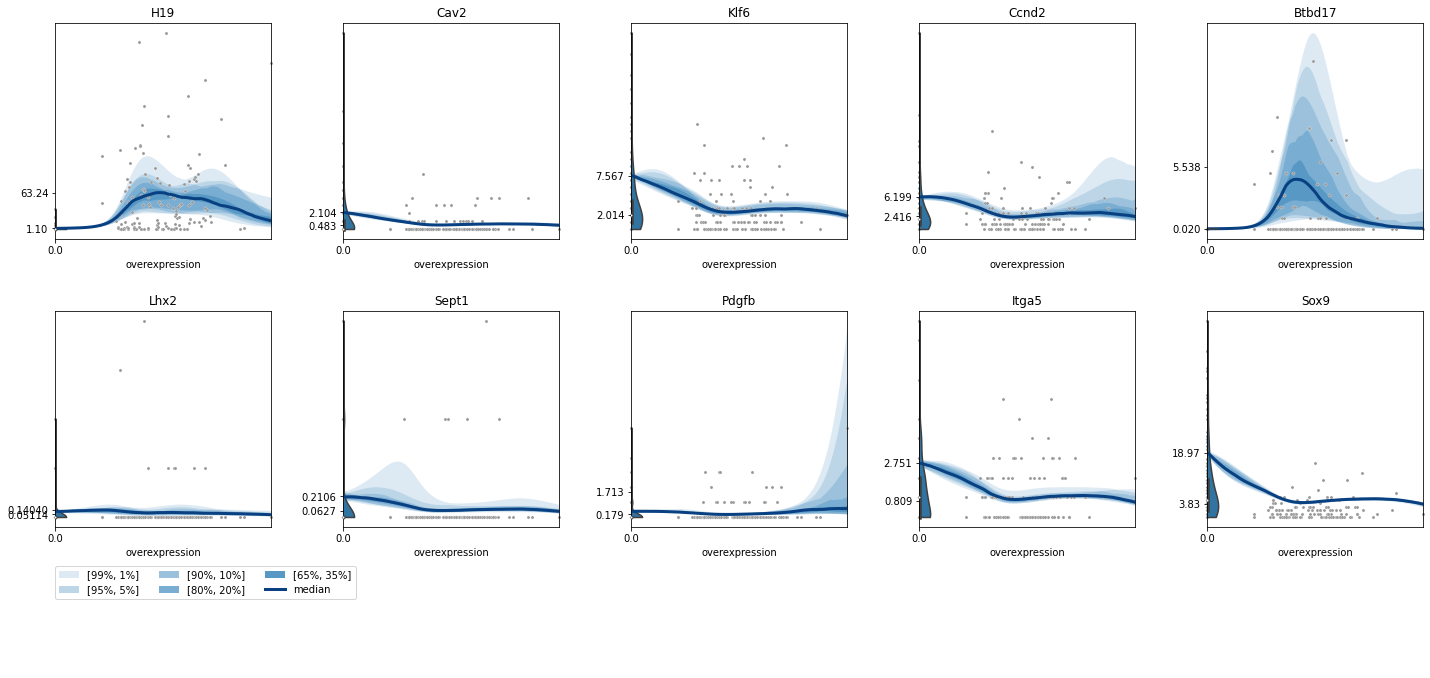 H19 Cav2 Klf6 Ccnd2 Btbd17
63.24 1.10 0.0 overexpression
2.104 0.483 0.0 overexpression
7.567 2.014 0.0 overexpression
6.199 2.416 0.0 overexpression
5.538 0.020 0.0 overexpression
Lhx2 Sept1 Pdgfb Itga5 Sox9
0.14040 0.05114 0.0 overexpression
0.2106 0.0627 0.0 overexpression
1.713 0.179 0.0 overexpression
2.751 0.809 0.0 overexpression
18.97 3.83 0.0 overexpression
[99%, 1%] [90%, 10%] [65%, 35%]
[95%, 5%] [80%, 20%] median